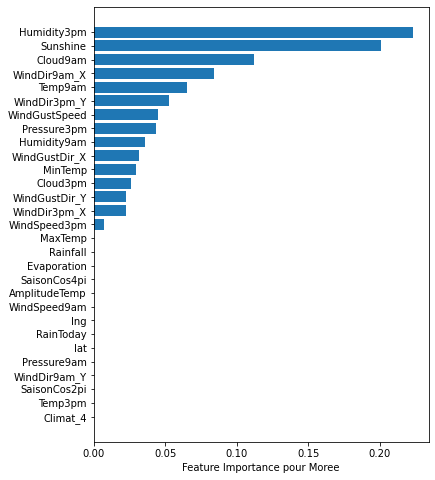 Humidity3pm
Sunshine
Cloud9am
WindDir9am_X
Temp9am
WindDir3pm_Y
WindGustSpeed
Pressure3pm
Humidity9am
WindGustDir_X
MinTemp
Cloud3pm
WindGustDir_Y
WindDir3pm_X
WindSpeed3pm
MaxTemp
Rainfall
Evaporation
SaisonCos4pi
AmplitudeTemp
WindSpeed9am
lng
RainToday
lat
Pressure9am
WindDir9am_Y
SaisonCos2pi
Temp3pm
Climat_4
0.00 0.05 0.10 0.15 0.20
Feature Importance pour Moree